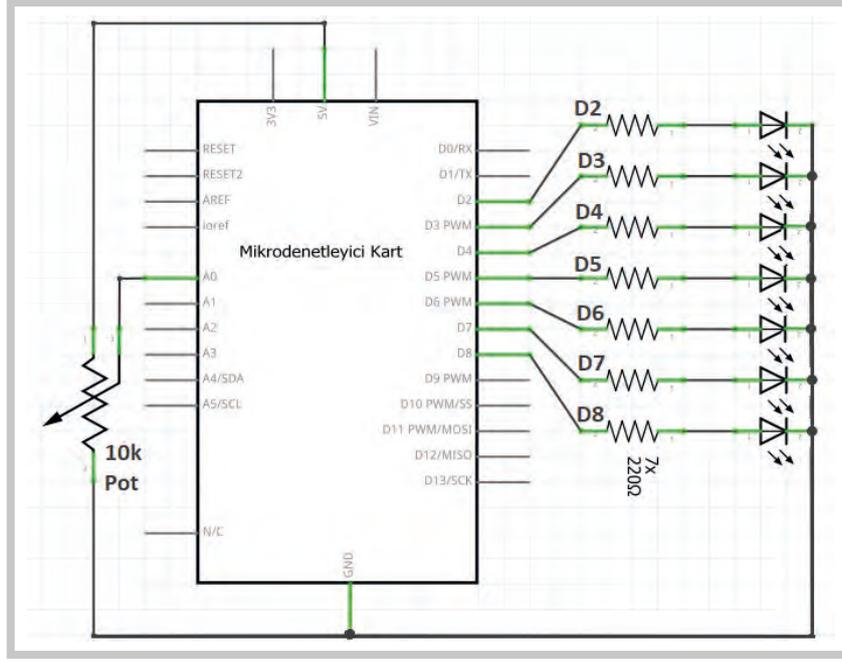 3V3
5V
VIN
RESET
RESET2
AREF
ioref
A0
A1
A2
A3
A4/SDA
A5/SCL
N/C
Mikrodenetleyici Kart
D0/RX
D1/TX
D2
D3 PWM
D4
D5 PWM
D6 PWM
D7
D8
D9 PWM
D10 PWM/SS
D11 PWM/MOSI
D12/MISO
D13/SCK
GND
10k
Pot
D2
D3
D4
D5
D6
D7
D8
7x
220Ω